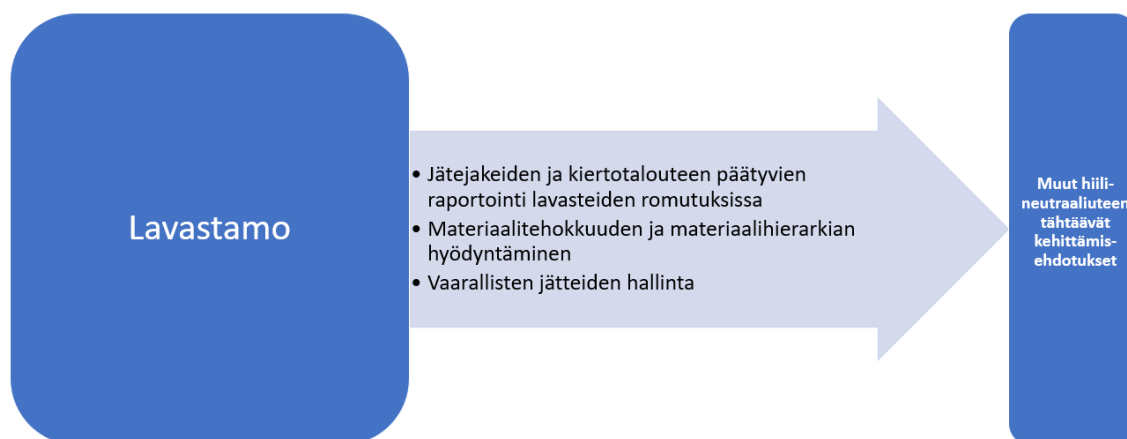 Lavastamo
• Jätejakeiden ja kiertotalouteen päätyvien
raportointi lavasteiden romutuksissa
• Materiaalitehokkuuden ja materiaalihierarkian
hyödyntäminen
• Vaarallisten jätteiden hallinta
Muut hiili-
neutraaliuteen
tähtäävät
kehittämis-
ehdotukset